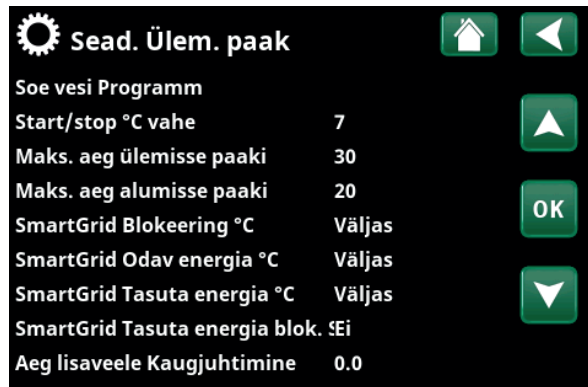 Sead. Ülem. paak
Soe vesi Programm
Start/stop °C vahe 7
Maks. aeg ülemisse paaki 30
Maks. aeg alumisse paaki 20
SmartGrid Blokeering °C Väljas
SmartGrid Odav energia °C Väljas
SmartGrid Tasuta energia °C Väljas
SmartGrid Tasuta energia blok. Ei
Aeg lisaveele Kaugjuhtimine 0.0
OK